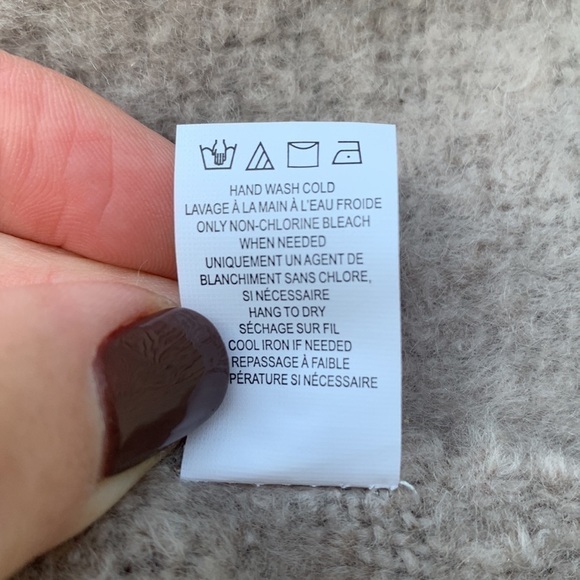 HAND WASH COLD
LAVAGE À LA MAIN À L'EAU FROIDE
ONLY NON-CHLORINE BLEACH
WHEN NEEDED
UNIQUEMENT UN AGENT DE
BLANCHIMENT SANS CHLORE,
SI NÉCESSAIRE
HANG TO DRY
SÉCHAGE SUR FIL
COOL IRON IF NEEDED
REPASSAGE À FAIBLE
PÉRATURE SI NÉCESSAIRE